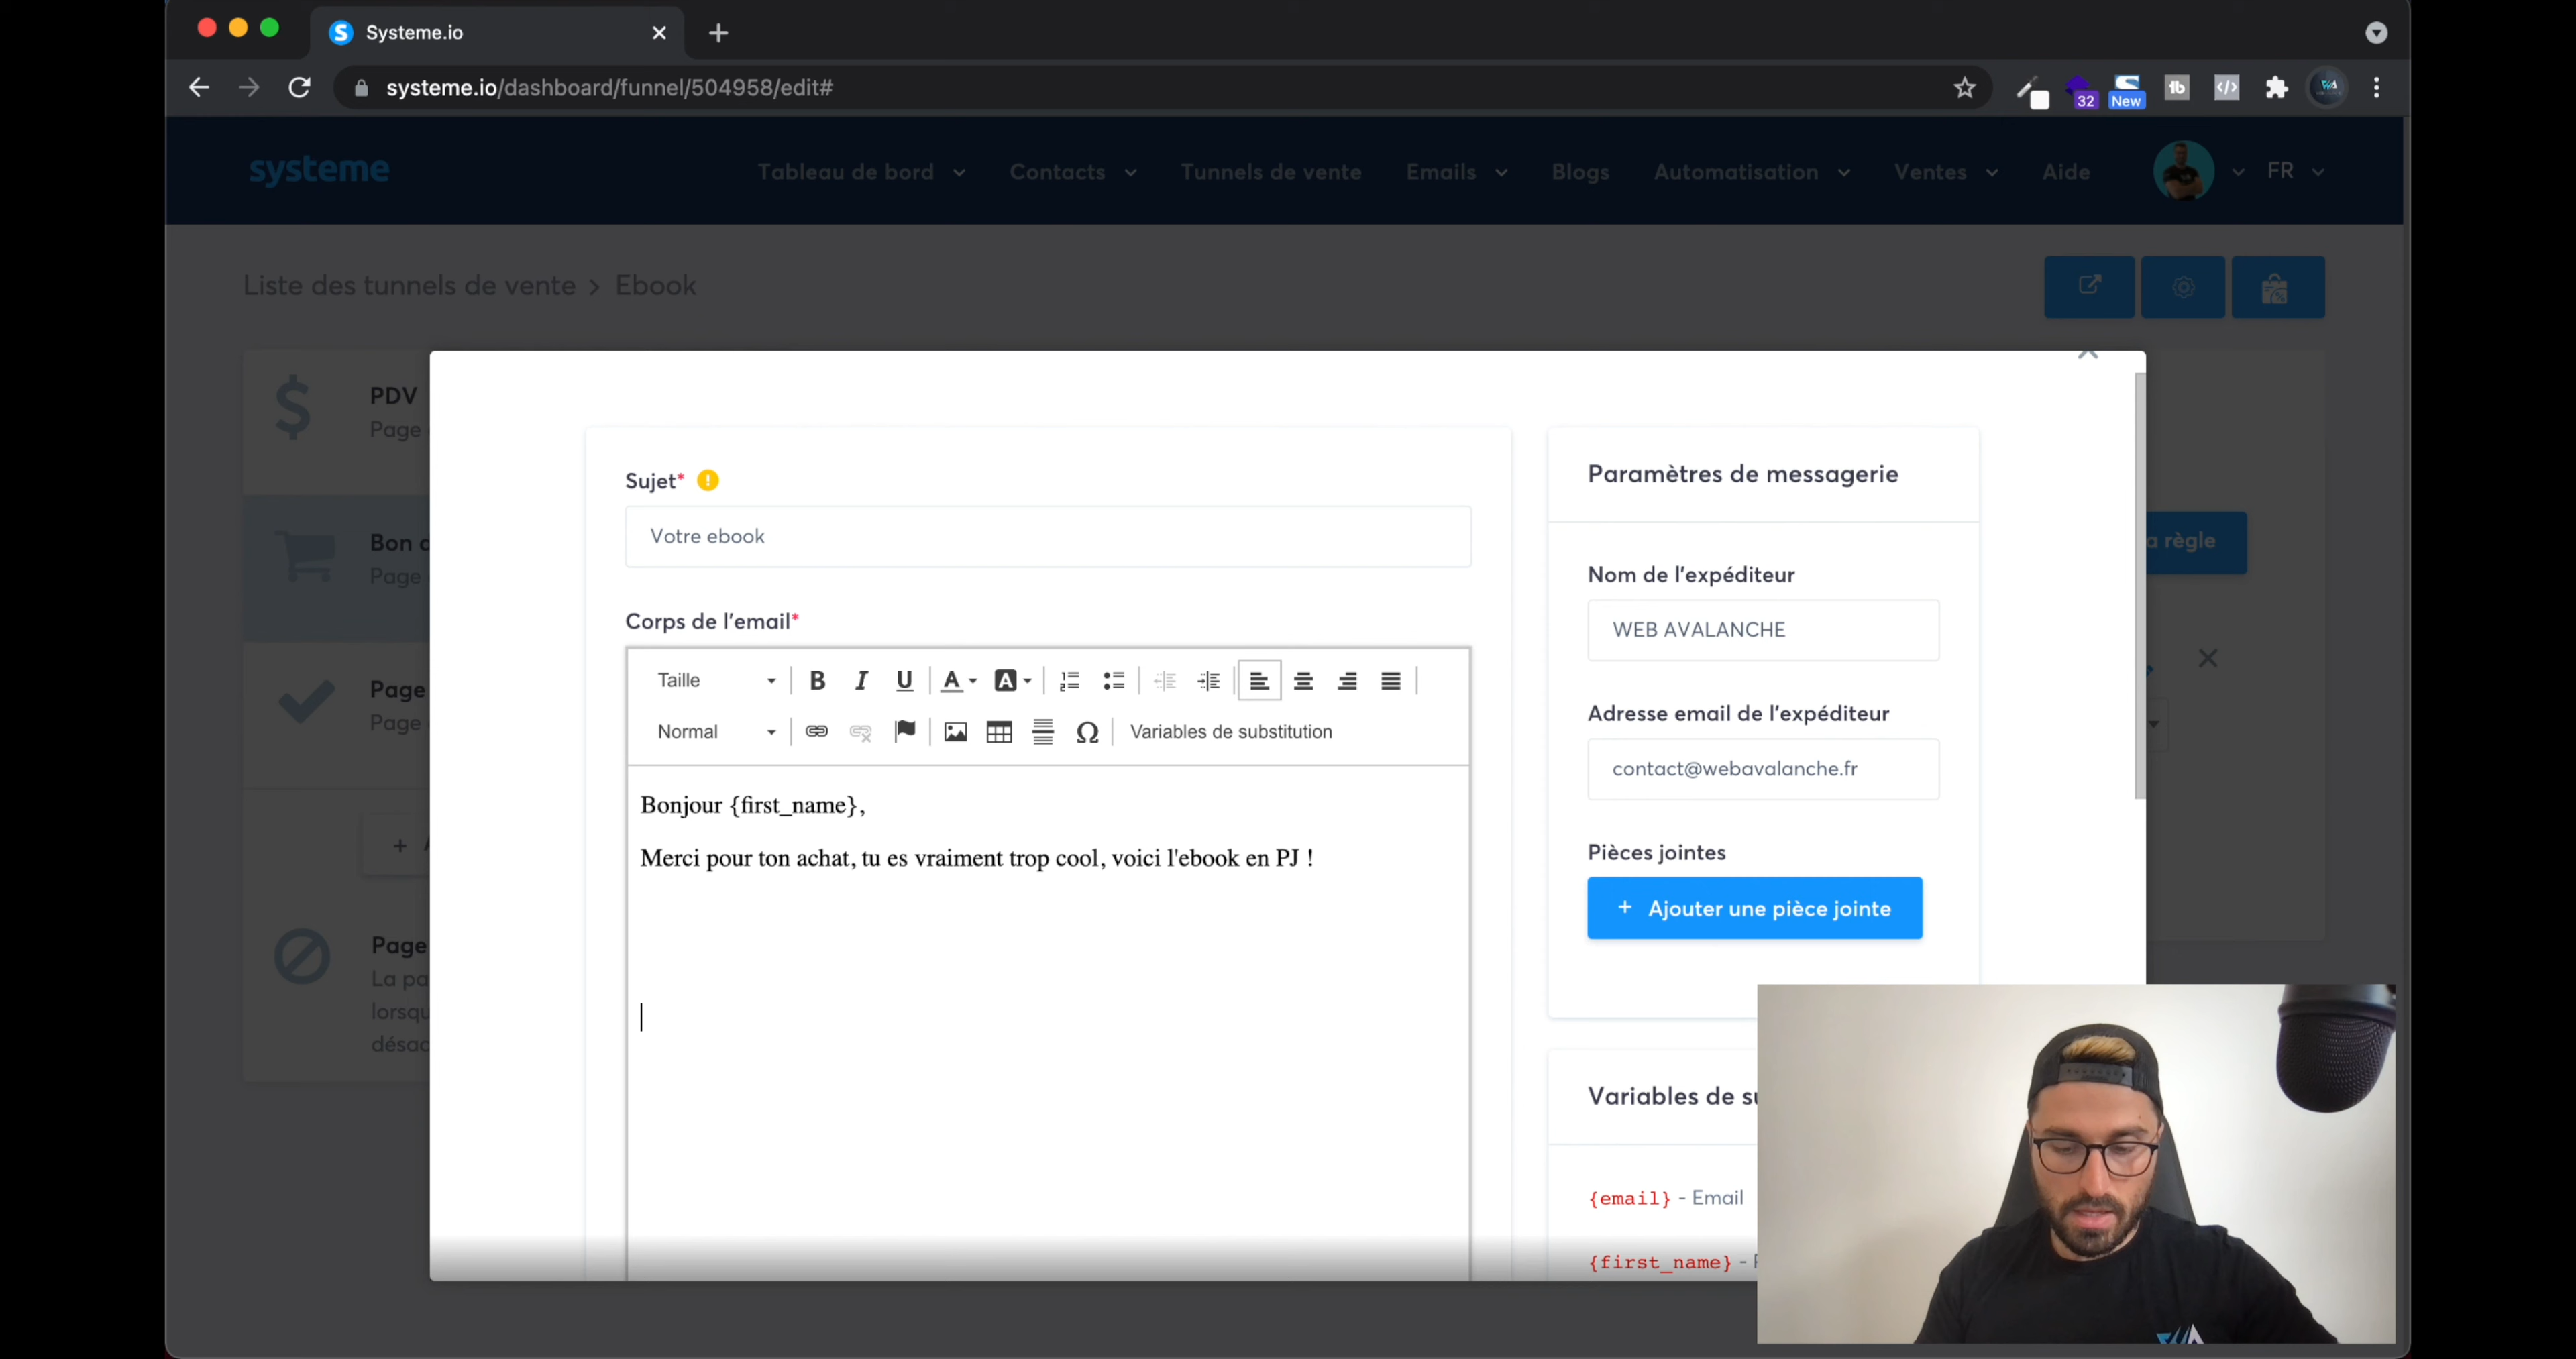 Systeme.io
systeme.io/dashboard/funnel/504958/edit#
32
New
systeme
Tableau de bord
Contacts
Tunnels de vente
Emails
Blogs
Automatisation
Ventes
Aide
FR
Liste des tunnels de vente > Ebook
PDV
Page
Bon d
Page
Page
Page
Page
La pa
lorsqu
désac
a règle
Sujet*
Votre ebook
Corps de l'email*
Taille
Normal
Variables de substitution
Bonjour {first_name},
Merci pour ton achat, tu es vraiment trop cool, voici l'ebook en PJ !
Paramètres de messagerie
Nom de l'expéditeur
WEB AVALANCHE
Adresse email de l'expéditeur
contact@webavalanche.fr
Pièces jointes
+ Ajouter une pièce jointe
Variables de su
{email} - Email
{first_name} -